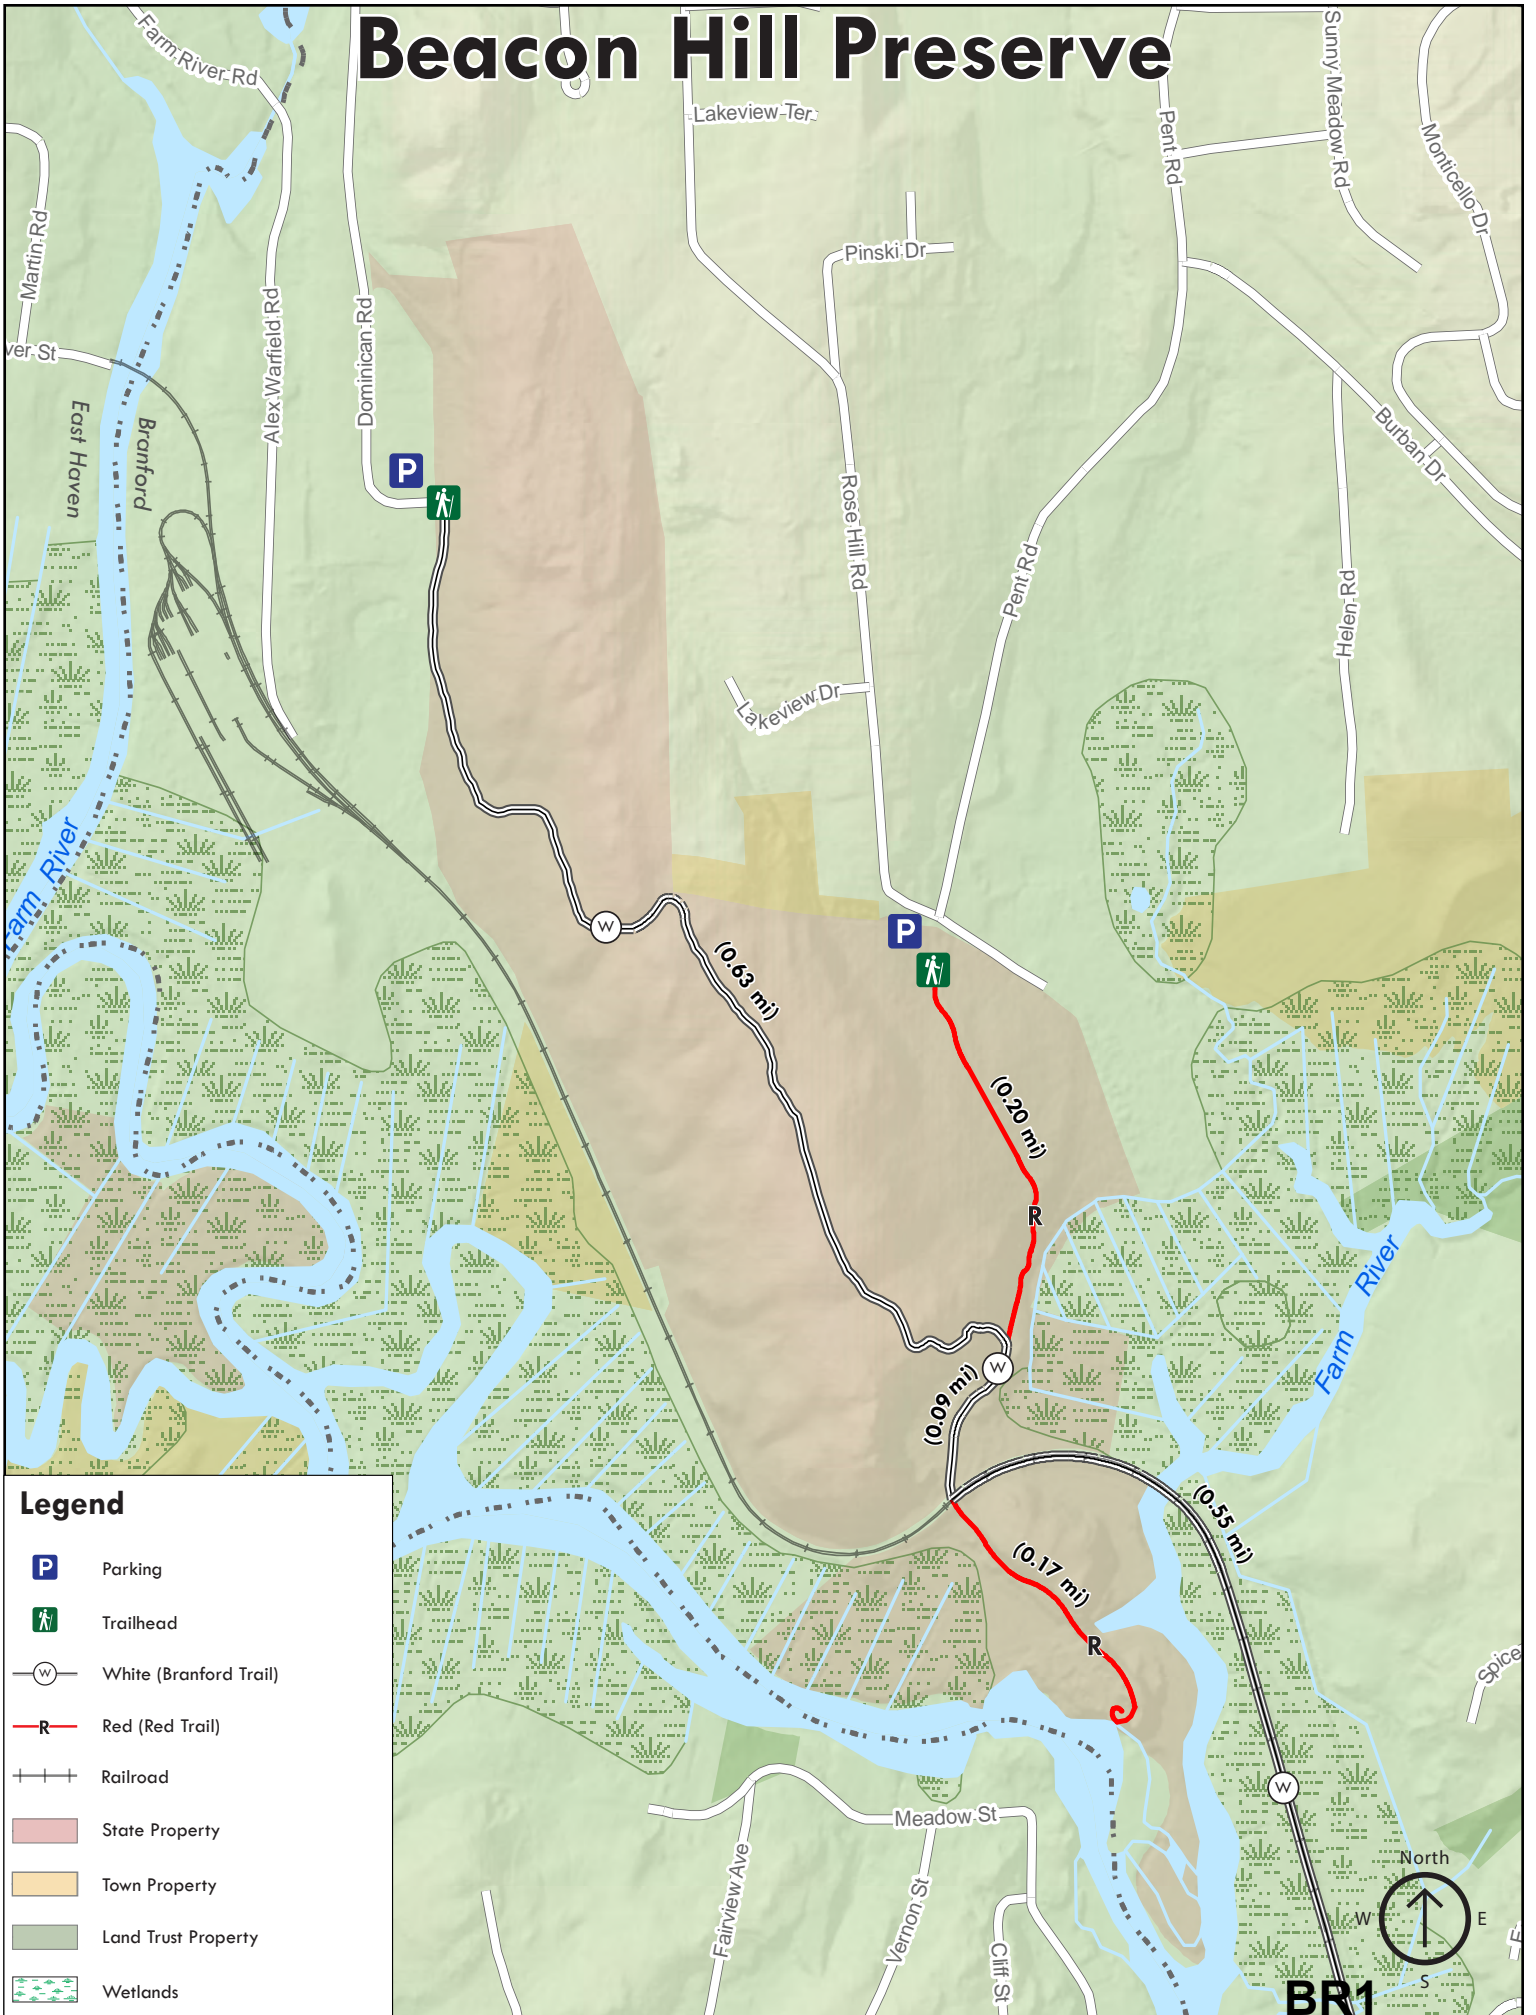 Beacon Hill Preserve
Farm River Rd
Lakeview Ter
Pent Rd
Sunny Meadow Rd
Monticello Dr
Martin Rd
Pinski Dr
Alex Warfield Rd
Dominican Rd
ver St
East Haven
Branford
P
Burban Dr
Rose Hill Rd
Pent Rd
Helen Rd
Lakeview Dr
Farm River
W
P
(0.63 mi)
(0.20 mi)
R
Farm River
W
(0.09 mi)
(0.55 mi)
(0.17 mi)
R
Spice
W
Meadow St
Fairview Ave
Vernon St
Cliff St
North
W
E
S
BR1
Legend
P Parking
Trailhead
W White (Branford Trail)
R Red (Red Trail)
Railroad
State Property
Town Property
Land Trust Property
Wetlands